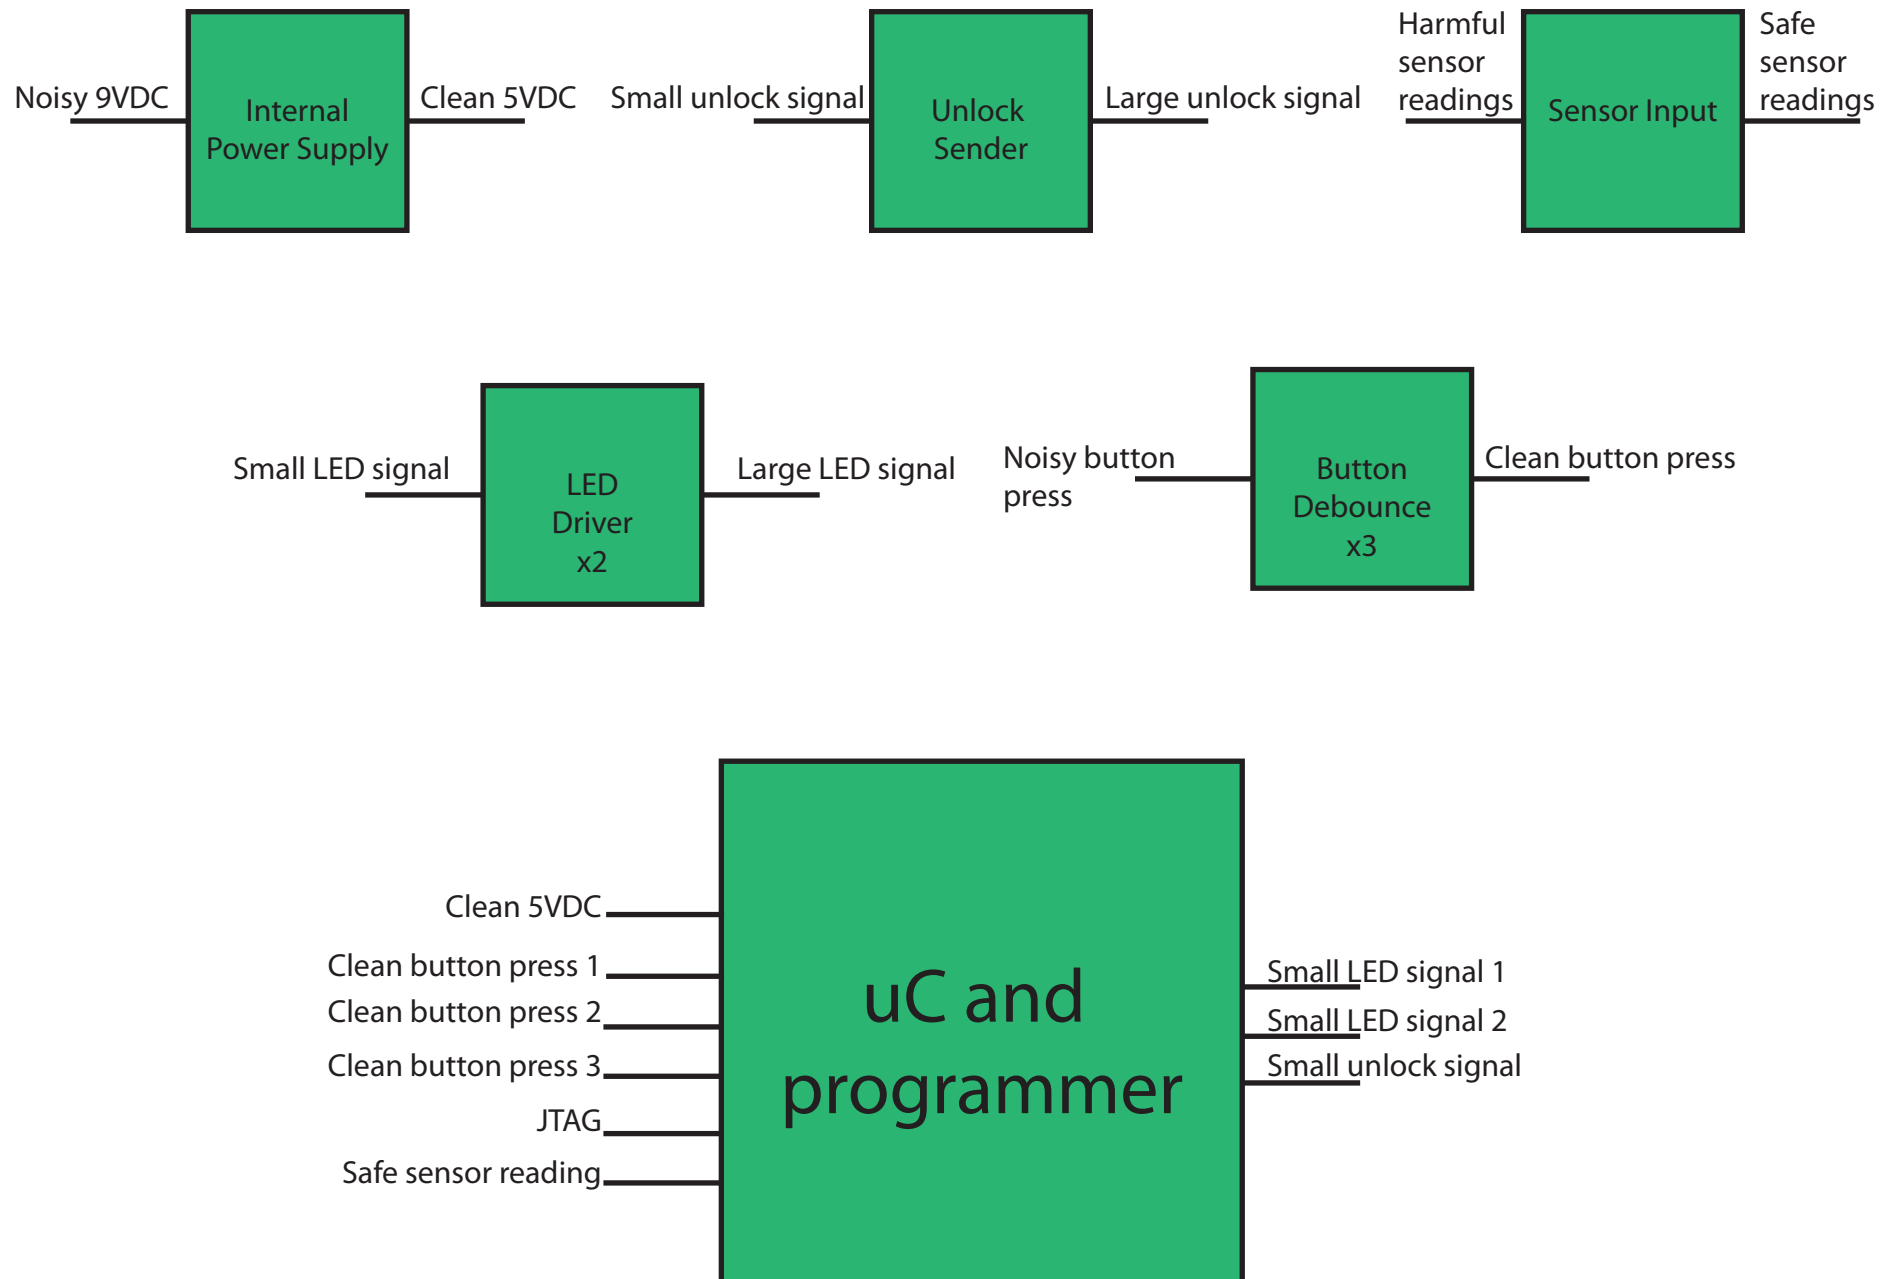 Noisy 9VDC
Internal
Power Supply
Clean 5VDC
Small unlock signal
Unlock
Sender
Large unlock signal
Harmful
sensor
readings
Sensor Input
Safe
sensor
readings
Small LED signal
LED
Driver
x2
Large LED signal
Noisy button
press
Button
Debounce
x3
Clean button press
Clean 5VDC
Clean button press 1
Clean button press 2
Clean button press 3
JTAG
Safe sensor reading
uC and
programmer
Small LED signal 1
Small LED signal 2
Small unlock signal